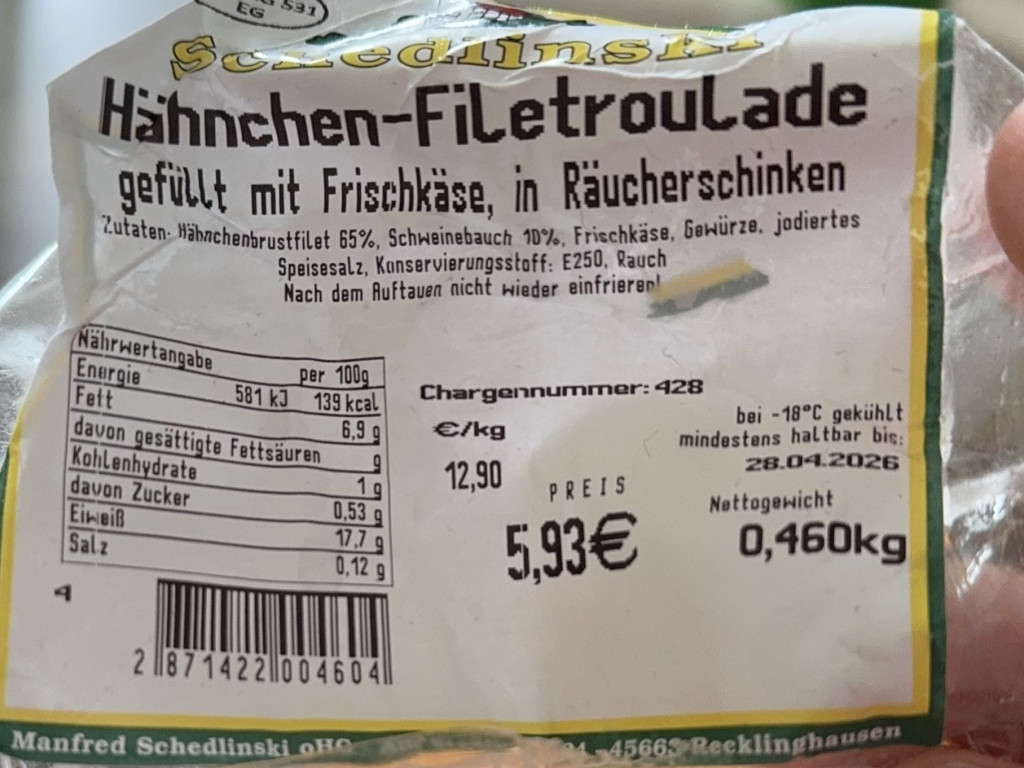 531
EG
Schedlinski
Hähnchen-Filetroulade
gefüllt mit Frischkäse, in Räucherschinken
Zutaten: Hähnchenbrustfilet 65%, Schweinebauch 10%, Frischkäse, Gewürze, jodiertes
Speisesalz, Konservierungsstoff: E250, Rauch
Nach dem Auftauen nicht wieder einfrieren!
Nährwertangabe per 100g
Energie 581 kJ 139 kcal
Fett 6,9 g
davon gesättigte Fettsäuren g
Kohlenhydrate 1 g
davon Zucker 0,53 g
Eiweiß 17,7 g
Salz 0,12 g
4
2 871422 004604
Chargennummer: 428
€/kg
12,90
PREIS
5,93€
bei -18°C gekühlt
mindestens haltbar bis:
28.04.2026
Nettogewicht
0,460kg
Manfred Schedlinski oHG 45663 Recklinghausen